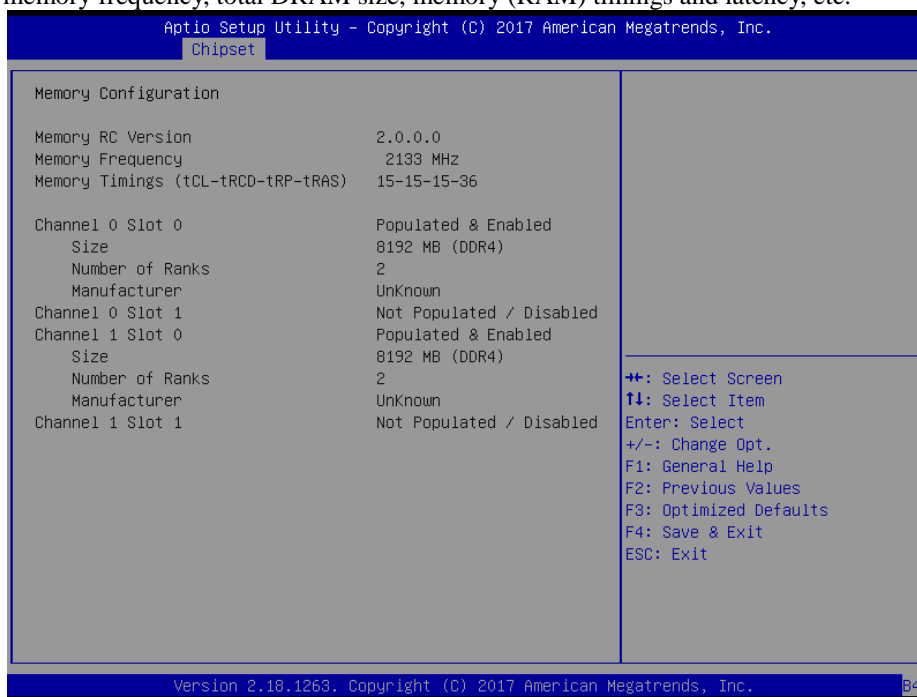 memory frequency, total DRAM size, memory (RAM) timings and latency, etc.
Aptio Setup Utility – Copyright (C) 2017 American Megatrends, Inc.
Chipset
Memory Configuration
Memory RC Version 2.0.0.0
Memory Frequency 2133 MHz
Memory Timings (tCL-tRCD-tRP-tRAS) 15-15-15-36
Channel 0 Slot 0 Populated & Enabled
Size 8192 MB (DDR4)
Number of Ranks 2
Manufacturer UnKnown
Channel 0 Slot 1 Not Populated / Disabled
Channel 1 Slot 0 Populated & Enabled
Size 8192 MB (DDR4)
Number of Ranks 2
Manufacturer UnKnown
Channel 1 Slot 1 Not Populated / Disabled
→←: Select Screen
↑↓: Select Item
Enter: Select
+/-: Change Opt.
F1: General Help
F2: Previous Values
F3: Optimized Defaults
F4: Save & Exit
ESC: Exit
Version 2.18.1263. Copyright (C) 2017 American Megatrends, Inc.
B4